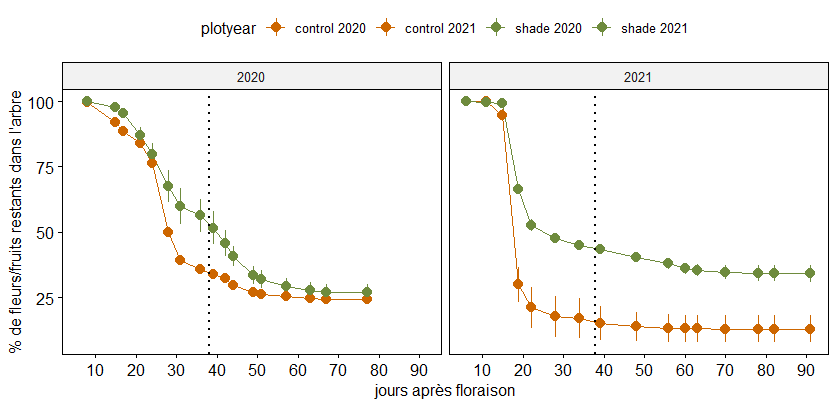 plotyear control 2020 control 2021 shade 2020 shade 2021
2020 2021
% de fleurs/fruits restants dans l'arbre
100
75
50
25
10 20 30 40 50 60 70 80 90 10 20 30 40 50 60 70 80 90
jours après floraison